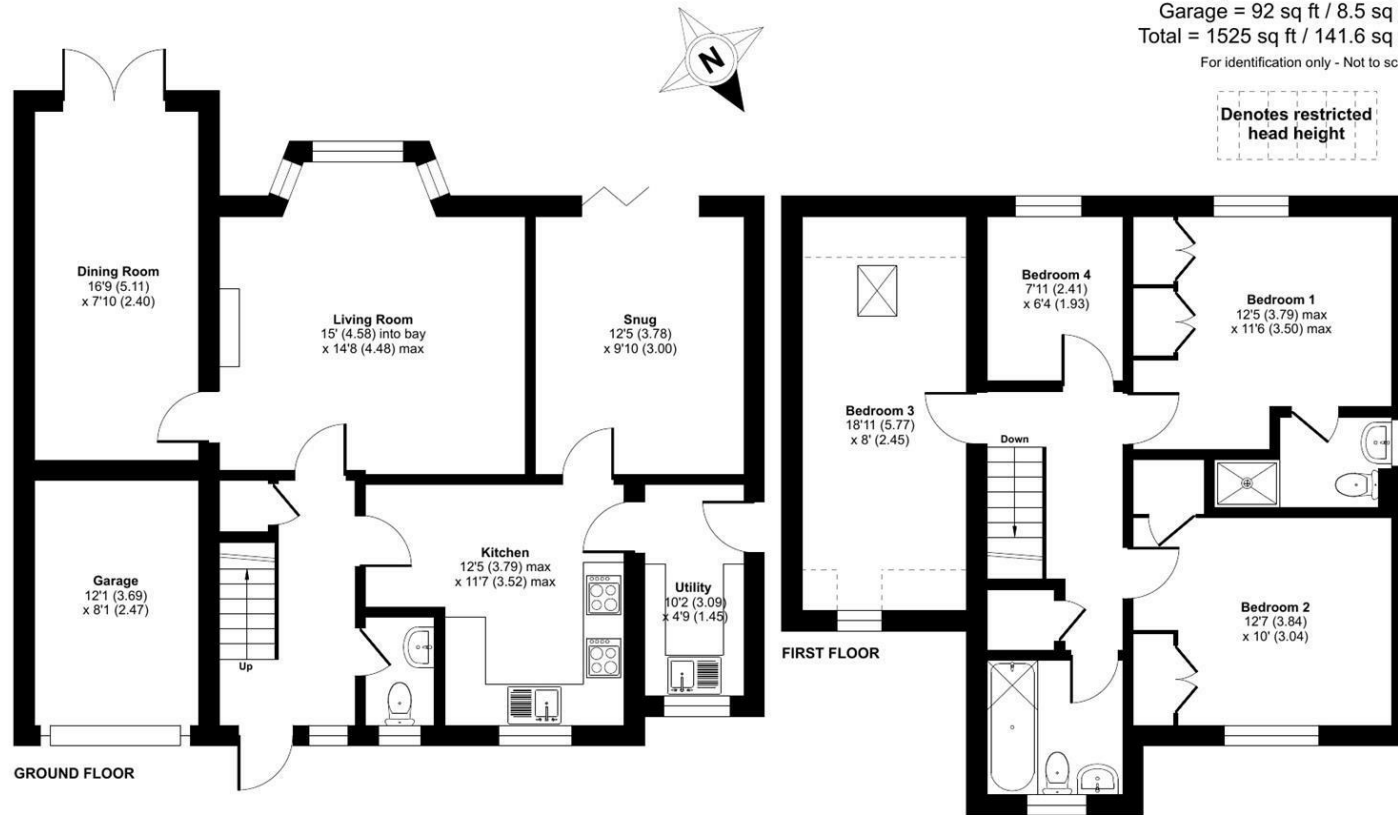 Garage = 92 sq ft / 8.5 sq
Total = 1525 sq ft / 141.6 sq
For identification only - Not to sc
N
Denotes restricted
head height
Dining Room
16'9 (5.11)
x 7'10 (2.40)
Living Room
15' (4.58) into bay
x 14'8 (4.48) max
Snug
12'5 (3.78)
x 9'10 (3.00)
Bedroom 4
7'11 (2.41)
x 6'4 (1.93)
Bedroom 1
12'5 (3.79) max
x 11'6 (3.50) max
Bedroom 3
18'11 (5.77)
x 8' (2.45)
Down
Kitchen
12'5 (3.79) max
x 11'7 (3.52) max
Garage
12'1 (3.69)
x 8'1 (2.47)
Utility
10'2 (3.09)
x 4'9 (1.45)
Bedroom 2
12'7 (3.84)
x 10' (3.04)
Up
FIRST FLOOR
GROUND FLOOR